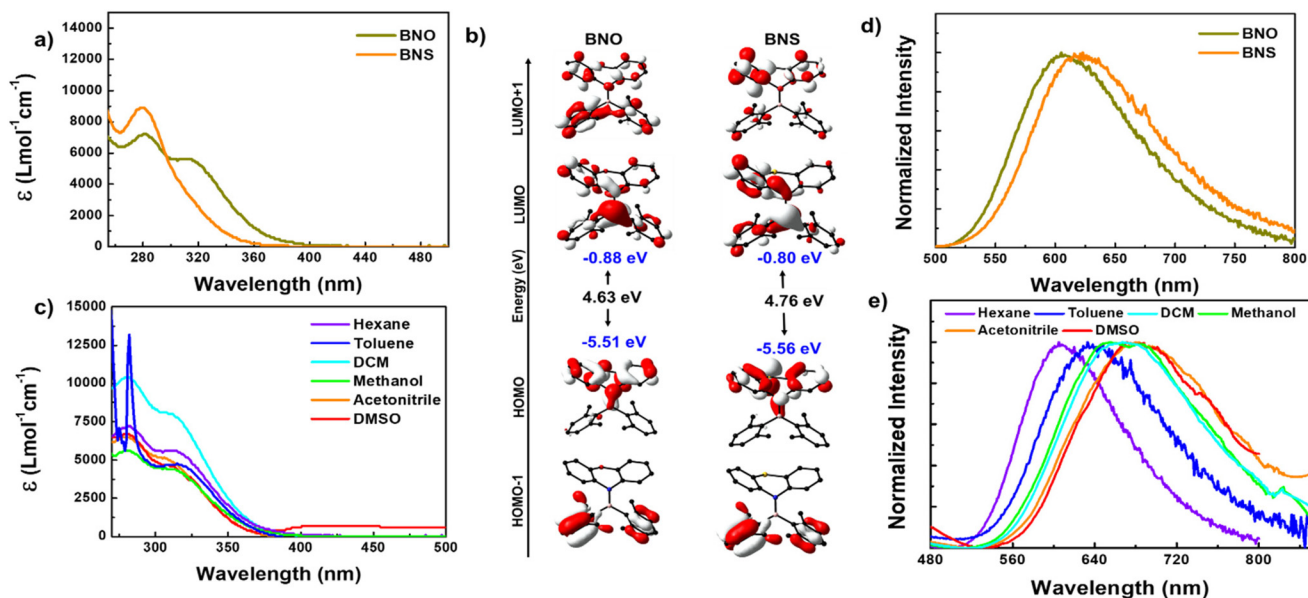 a)
ε (Lmol⁻¹cm⁻¹)
14000
12000
10000
8000
6000
4000
2000
0
BNO
BNS
300 360 420 480
Wavelength (nm)
b)
BNO BNS
Energy (eV)
LUMO+1
LUMO
HOMO
HOMO-1
-0.88 eV -0.80 eV
4.63 eV 4.76 eV
-5.51 eV -5.56 eV
c)
ε (Lmol⁻¹cm⁻¹)
15000
12500
10000
7500
5000
2500
0
Hexane
Toluene
DCM
Methanol
Acetonitrile
DMSO
300 350 400 450 500
Wavelength (nm)
d)
Normalized Intensity
BNO
BNS
500 550 600 650 700 750 800
Wavelength (nm)
e)
Normalized Intensity
Hexane Toluene DCM Methanol
Acetonitrile DMSO
480 560 640 720 800
Wavelength (nm)